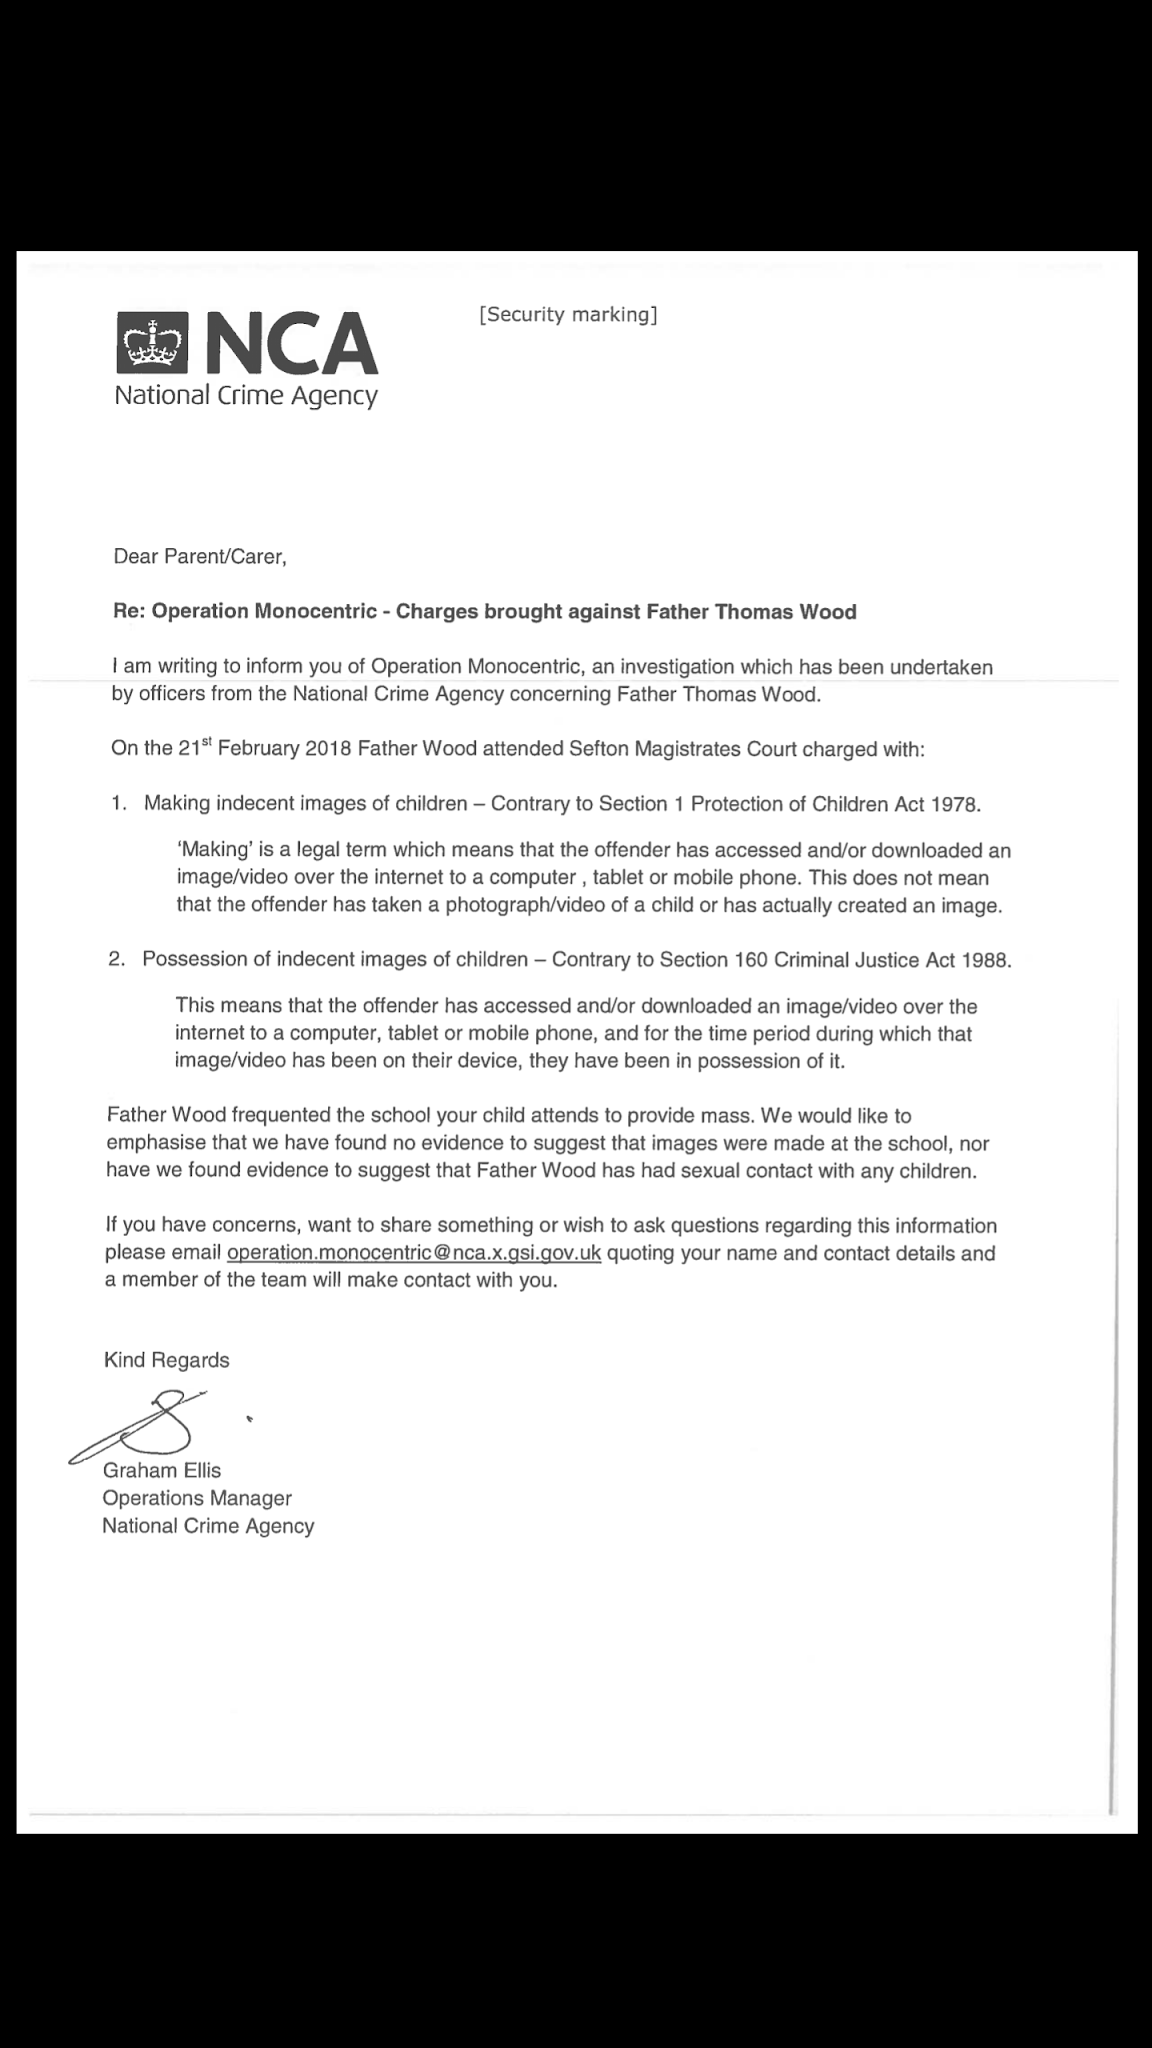 NCA
National Crime Agency
[Security marking]
Dear Parent/Carer,
Re: Operation Monocentric - Charges brought against Father Thomas Wood
I am writing to inform you of Operation Monocentric, an investigation which has been undertaken
by officers from the National Crime Agency concerning Father Thomas Wood.
On the 21st February 2018 Father Wood attended Sefton Magistrates Court charged with:
1. Making indecent images of children – Contrary to Section 1 Protection of Children Act 1978.
'Making' is a legal term which means that the offender has accessed and/or downloaded an
image/video over the internet to a computer , tablet or mobile phone. This does not mean
that the offender has taken a photograph/video of a child or has actually created an image.
2. Possession of indecent images of children – Contrary to Section 160 Criminal Justice Act 1988.
This means that the offender has accessed and/or downloaded an image/video over the
internet to a computer, tablet or mobile phone, and for the time period during which that
image/video has been on their device, they have been in possession of it.
Father Wood frequented the school your child attends to provide mass. We would like to
emphasise that we have found no evidence to suggest that images were made at the school, nor
have we found evidence to suggest that Father Wood has had sexual contact with any children.
If you have concerns, want to share something or wish to ask questions regarding this information
please email operation.monocentric@nca.x.gsi.gov.uk quoting your name and contact details and
a member of the team will make contact with you.
Kind Regards
Graham Ellis
Operations Manager
National Crime Agency